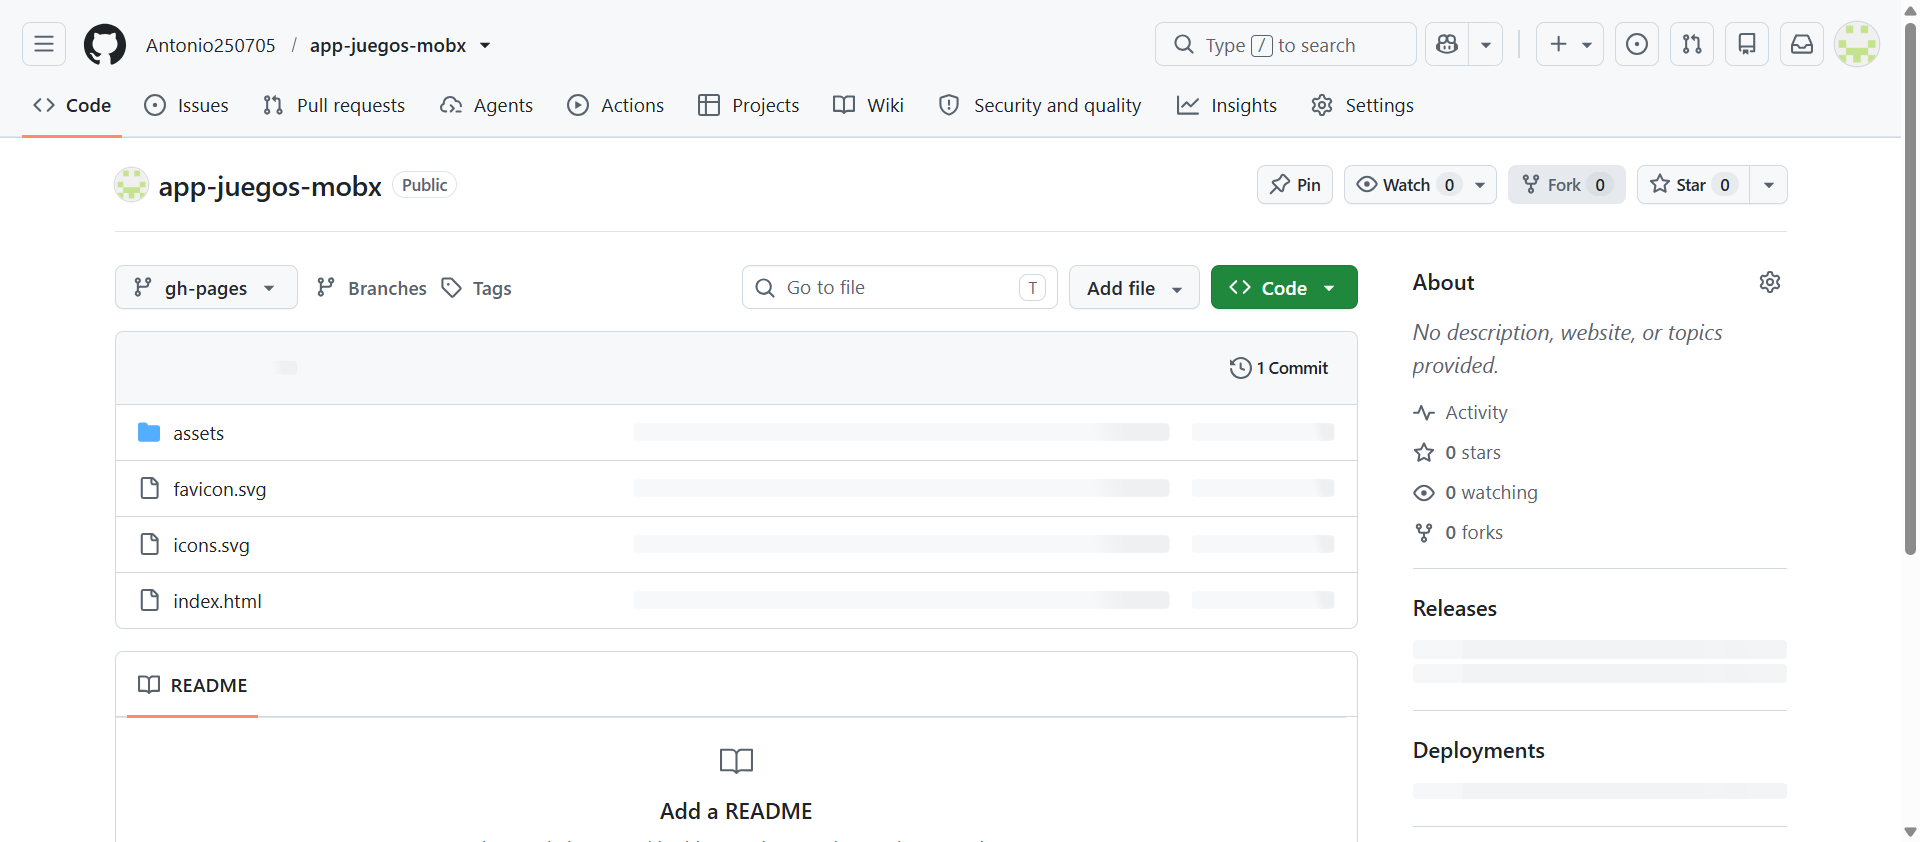 Antonio250705 / app-juegos-mobx
Type / to search
Code
Issues
Pull requests
Agents
Actions
Projects
Wiki
Security and quality
Insights
Settings
app-juegos-mobx Public
Pin
Watch 0
Fork 0
Star 0
gh-pages
Branches
Tags
Go to file T
Add file
Code
1 Commit
assets
favicon.svg
icons.svg
index.html
README
Add a README
About
No description, website, or topics
provided.
Activity
0 stars
0 watching
0 forks
Releases
Deployments